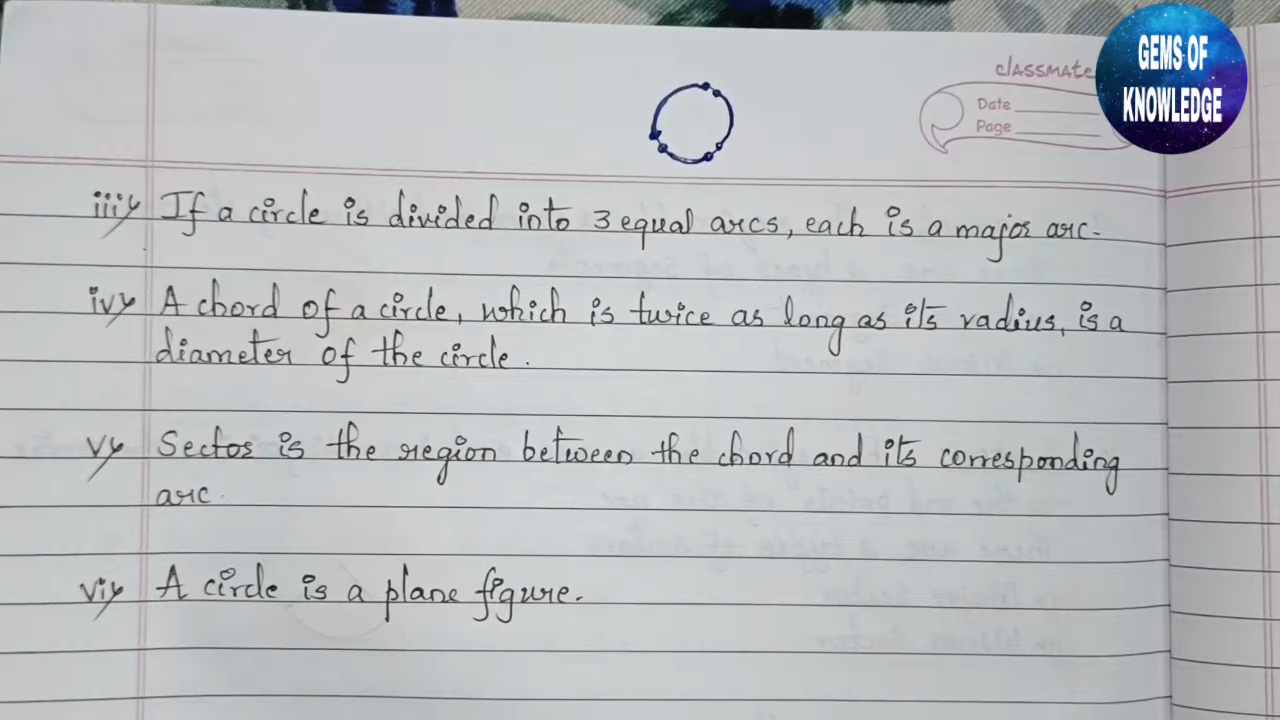 classmate
Date
Page
GEMS OF
KNOWLEDGE
iii) If a circle is divided into 3 equal arcs, each is a major arc.
iv) A chord of a circle, which is twice as long as its radius, is a
diameter of the circle.
v) Sector is the region between the chord and its corresponding
arc.
vi) A circle is a plane figure.